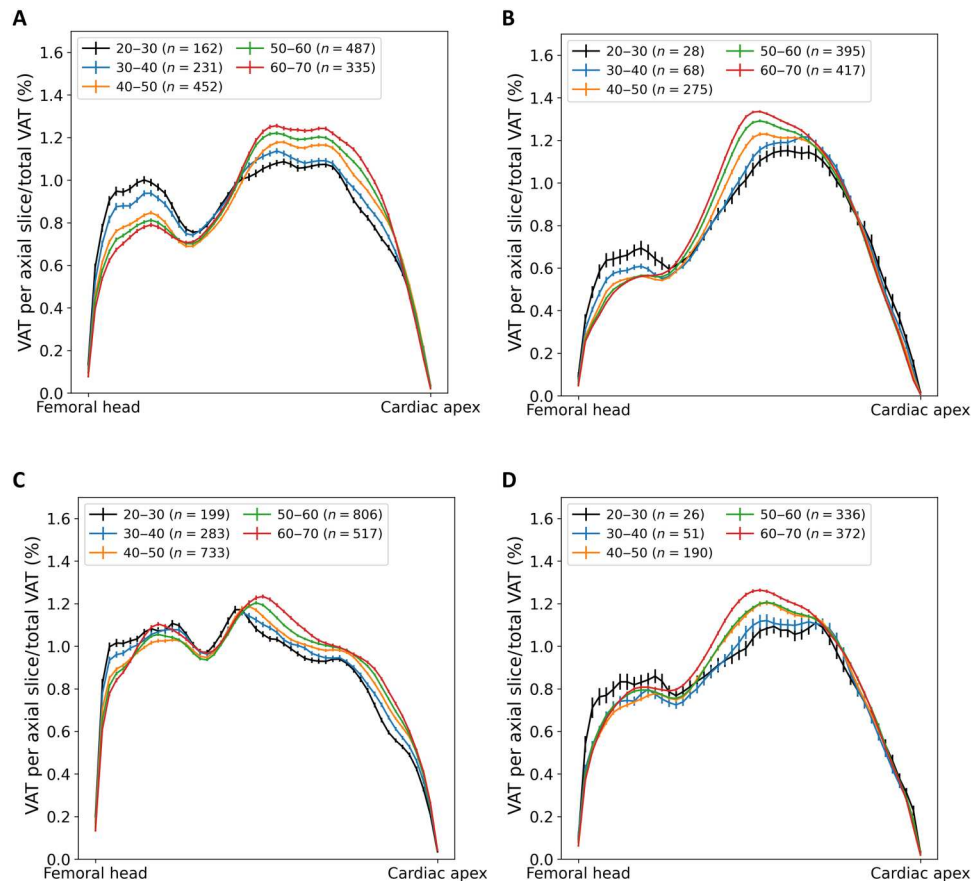 A
VAT per axial slice/total VAT (%)
1.6
1.4
1.2
1.0
0.8
0.6
0.4
0.2
0.0
20–30 (n = 162) 50–60 (n = 487)
30–40 (n = 231) 60–70 (n = 335)
40–50 (n = 452)
Femoral head Cardiac apex
B
VAT per axial slice/total VAT (%)
1.6
1.4
1.2
1.0
0.8
0.6
0.4
0.2
0.0
20–30 (n = 28) 50–60 (n = 395)
30–40 (n = 68) 60–70 (n = 417)
40–50 (n = 275)
Femoral head Cardiac apex
C
VAT per axial slice/total VAT (%)
1.6
1.4
1.2
1.0
0.8
0.6
0.4
0.2
0.0
20–30 (n = 199) 50–60 (n = 806)
30–40 (n = 283) 60–70 (n = 517)
40–50 (n = 733)
Femoral head Cardiac apex
D
VAT per axial slice/total VAT (%)
1.6
1.4
1.2
1.0
0.8
0.6
0.4
0.2
0.0
20–30 (n = 26) 50–60 (n = 336)
30–40 (n = 51) 60–70 (n = 372)
40–50 (n = 190)
Femoral head Cardiac apex